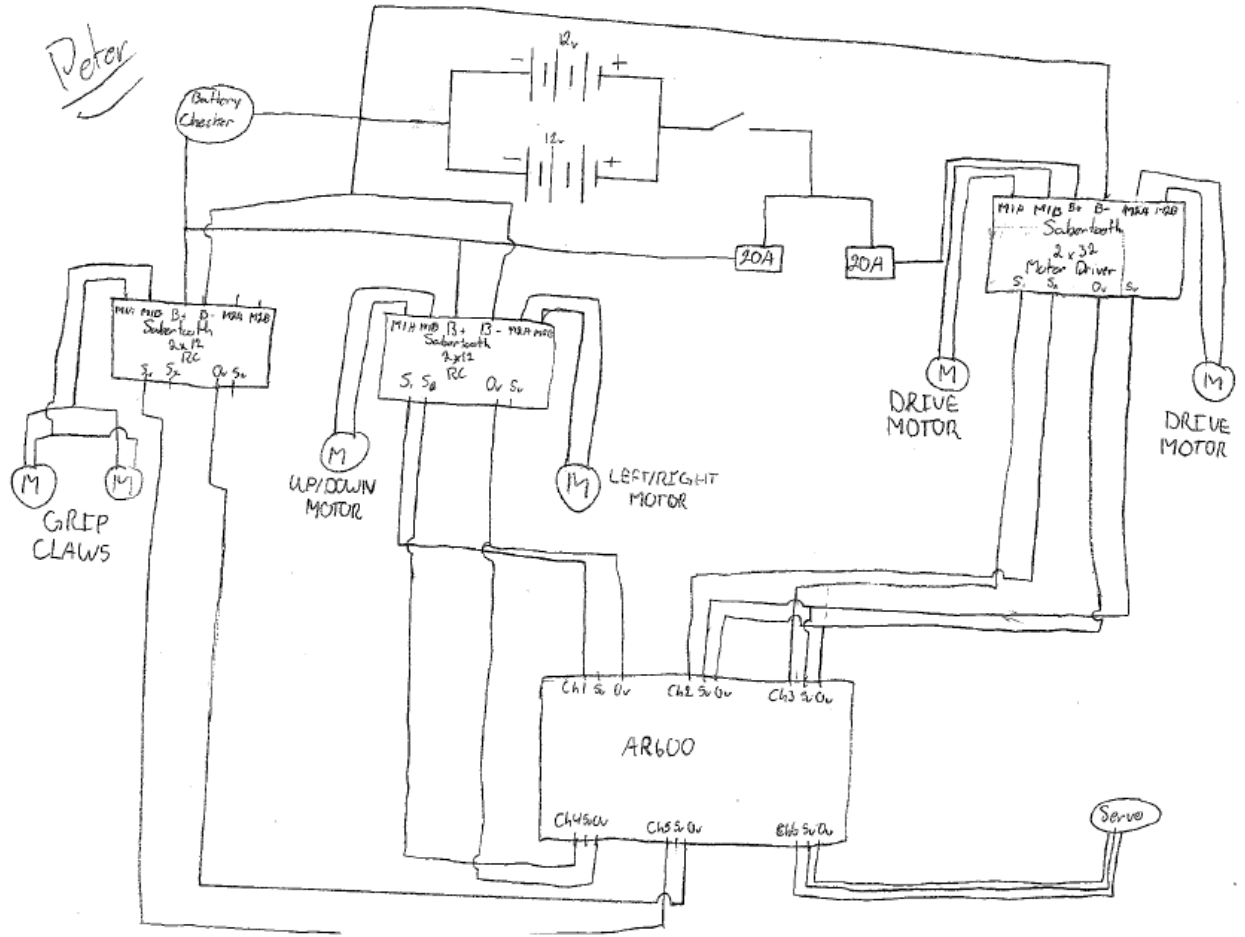 Peter
12v
- +
Battery
Checker
12v
- +
20A
20A
M1A M1B B+ B- M2A M2B
Sabertooth
2x32
Motor Driver
S1 S2 0v 5v
M1A M1B B+ B- M2A M2B
Sabertooth
2x12
RC
S1 S2 0v 5v
M1A M1B B+ B- M2A M2B
Sabertooth
2x12
RC
S1 S2 0v 5v
M
DRIVE
MOTOR
M
DRIVE
MOTOR
M
UP/DOWN
MOTOR
M
LEFT/RIGHT
MOTOR
M M
GRIP
CLAWS
Ch1 5v 0v Ch2 5v 0v Ch3 5v 0v
AR600
Ch4 5v 0v Ch5 5v 0v Ch6 5v 0v
Servo